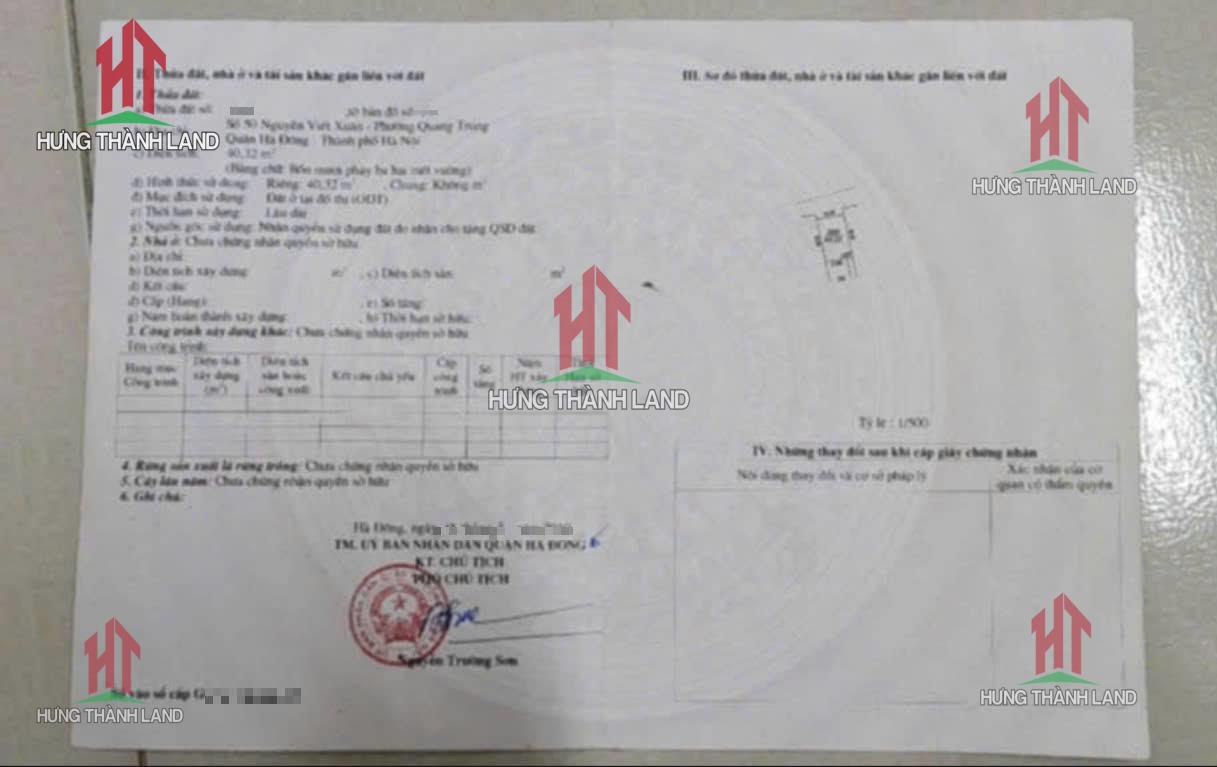 HƯNG THÀNH LAND
II. Thửa đất, nhà ở và tài sản khác gắn liền với đất
1. Thửa đất:
a) Thửa đất số: tờ bản đồ số:
Nguyễn Viết Xuân - Phường Quang Trung
Quận Hà Đông - Thành phố Hà Nội
c) Diện tích: 40,32 m²
(Bằng chữ: Bốn mươi phẩy ba hai mét vuông)
d) Hình thức sử dụng: Riêng: 40,32 m² , Chung: Không m²
đ) Mục đích sử dụng: Đất ở tại đô thị (ODT)
e) Thời hạn sử dụng: Lâu dài
g) Nguồn gốc sử dụng: Nhận quyền sử dụng đất do nhận cho tặng QSD đất
2. Nhà ở: Chưa chứng nhận quyền sở hữu
a) Địa chỉ:
b) Diện tích xây dựng: m² , c) Diện tích sàn: m²
d) Kết cấu:
đ) Cấp (Hạng): , e) Số tầng:
g) Năm hoàn thành xây dựng: , h) Thời hạn sở hữu:
3. Công trình xây dựng khác: Chưa chứng nhận quyền sở hữu
Tên công trình:
Hạng mục Công trình
Diện tích xây dựng (m²)
Diện tích sàn hoặc công suất
Kết cấu chủ yếu
Cấp công trình
Số tầng
Năm HT xây
HƯNG THÀNH LAND
4. Rừng sản xuất là rừng trồng: Chưa chứng nhận quyền sở hữu
5. Cây lâu năm: Chưa chứng nhận quyền sở hữu
6. Ghi chú:
Hà Đông, ngày
TM. UỶ BAN NHÂN DÂN QUẬN HÀ ĐÔNG
KT. CHỦ TỊCH
PHÓ CHỦ TỊCH
Nguyễn Trường Sơn
Số vào sổ cấp
HƯNG THÀNH LAND
III. Sơ đồ thửa đất, nhà ở và tài sản khác gắn liền với đất
HƯNG THÀNH LAND
Tỷ lệ : 1/500
IV. Những thay đổi sau khi cấp giấy chứng nhận
Nội dung thay đổi và cơ sở pháp lý
Xác nhận của cơ
quan có thẩm quyền
HƯNG THÀNH LAND